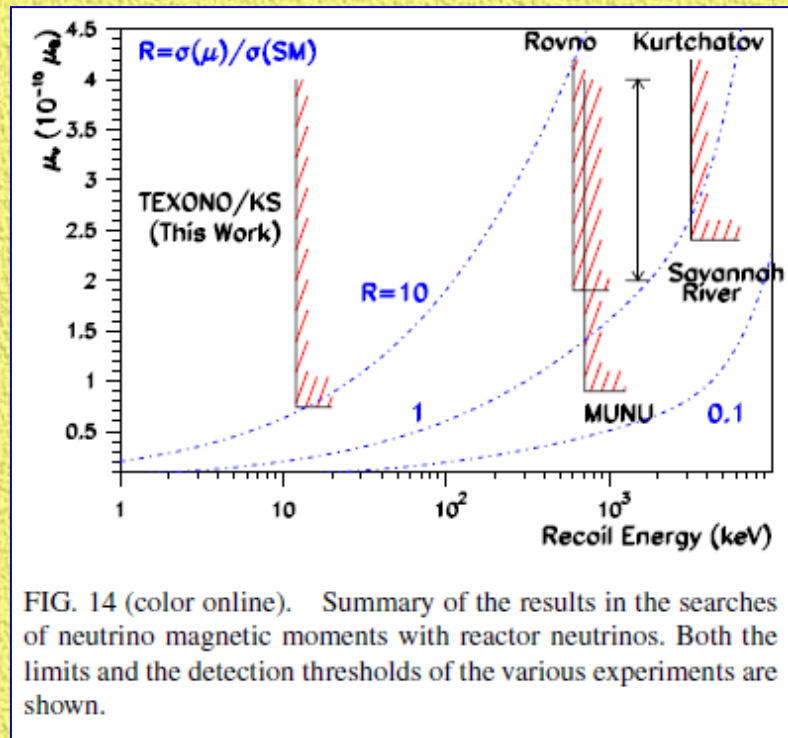 R=σ(μ)/σ(SM)
Rovno
Kurtchatov
μᵥ (10⁻¹⁰ μ_B)
4.5
4
3.5
3
2.5
2
1.5
1
0.5
TEXONO/KS
(This Work)
R=10
1
0.1
Savannah
River
MUNU
1
10
10²
10³
Recoil Energy (keV)
FIG. 14 (color online). Summary of the results in the searches
of neutrino magnetic moments with reactor neutrinos. Both the
limits and the detection thresholds of the various experiments are
shown.